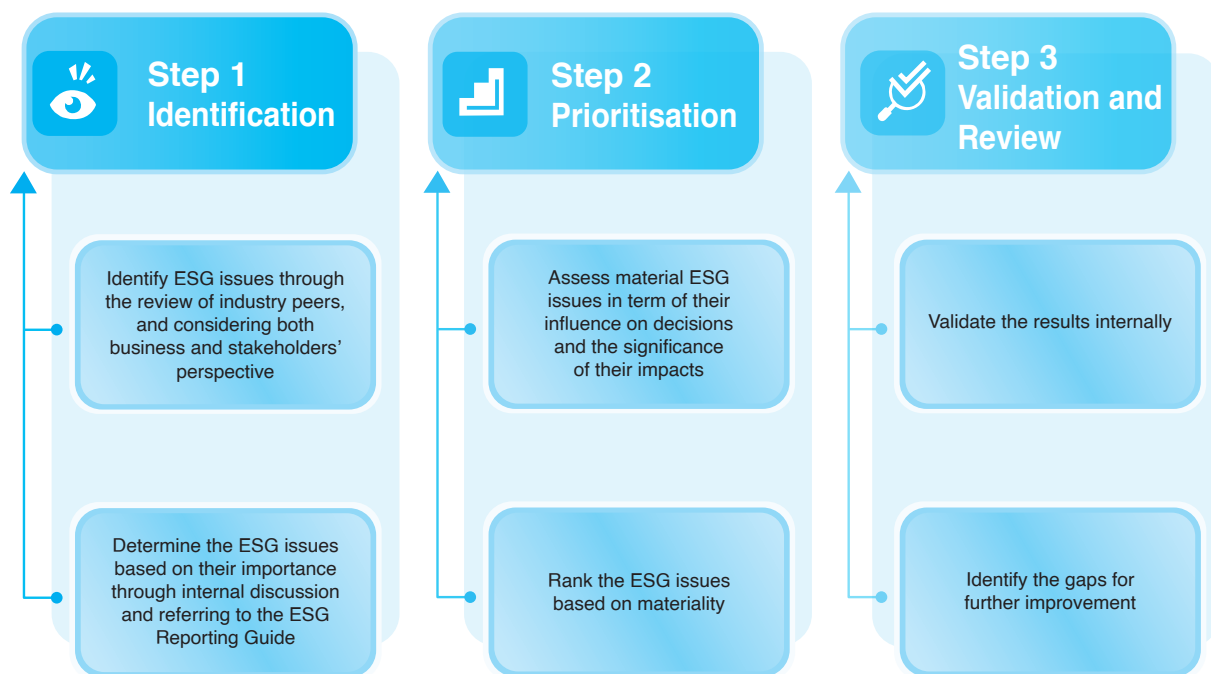 Step 1
Identification
Identify ESG issues through
the review of industry peers,
and considering both
business and stakeholders'
perspective
Determine the ESG issues
based on their importance
through internal discussion
and referring to the ESG
Reporting Guide
Step 2
Prioritisation
Assess material ESG
issues in term of their
influence on decisions
and the significance
of their impacts
Rank the ESG issues
based on materiality
Step 3
Validation and
Review
Validate the results internally
Identify the gaps for
further improvement